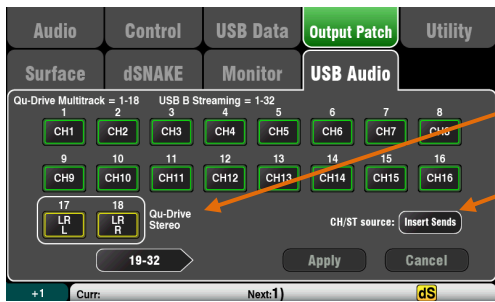 Audio Control USB Data Output Patch Utility
Surface dSNAKE Monitor USB Audio
Qu-Drive Multitrack = 1-18 USB B Streaming = 1-32
1 2 3 4 5 6 7 8
CH1 CH2 CH3 CH4 CH5 CH6 CH7 CH8
9 10 11 12 13 14 15 16
CH9 CH10 CH11 CH12 CH13 CH14 CH15 CH16
17 18
LR L LR R
Qu-Drive
Stereo
CH/ST source: Insert Sends
19-32 Apply Cancel
+1 Curr: Next:1) dS